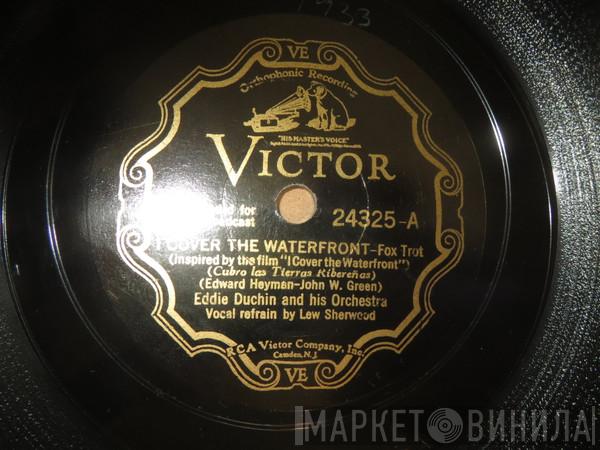 1933
VE
Orthophonic Recording
"HIS MASTER'S VOICE"
VICTOR
for
24325-A
I COVER THE WATERFRONT-Fox Trot
(Inspired by the film "I Cover the Waterfront")
(Cubro las Tierras Ribereñas)
(Edward Heyman-John W. Green)
Eddie Duchin and his Orchestra
Vocal refrain by Lew Sherwood
RCA Victor Company, Inc.
Camden, N.J.
VE
МАРКЕТ ВИНИЛА